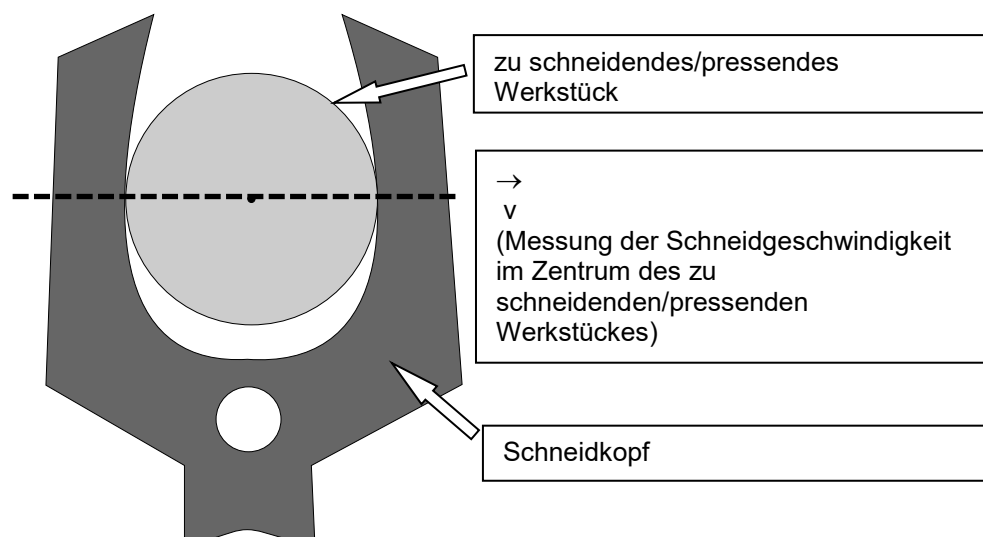 zu schneidendes/pressendes
Werkstück
→
v
(Messung der Schneidgeschwindigkeit
im Zentrum des zu
schneidenden/pressenden
Werkstückes)
Schneidkopf